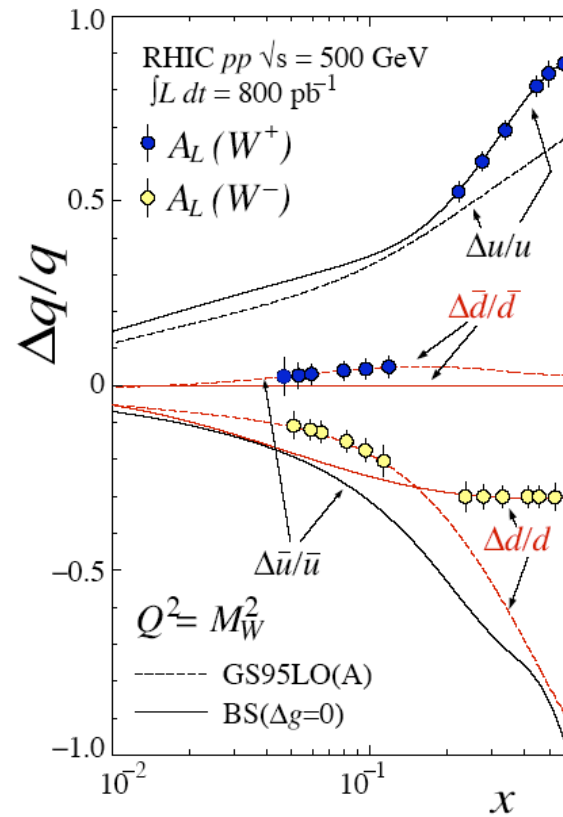 1.0
RHIC pp √s = 500 GeV
∫L dt = 800 pb⁻¹
A_L (W⁺)
A_L (W⁻)
0.5
Δu/u
Δq/q
Δd̄/d̄
0
Δd/d
Δū/ū
−0.5
Q² = M²_W
GS95LO(A)
BS(Δg=0)
−1.0
10⁻²
10⁻¹
x